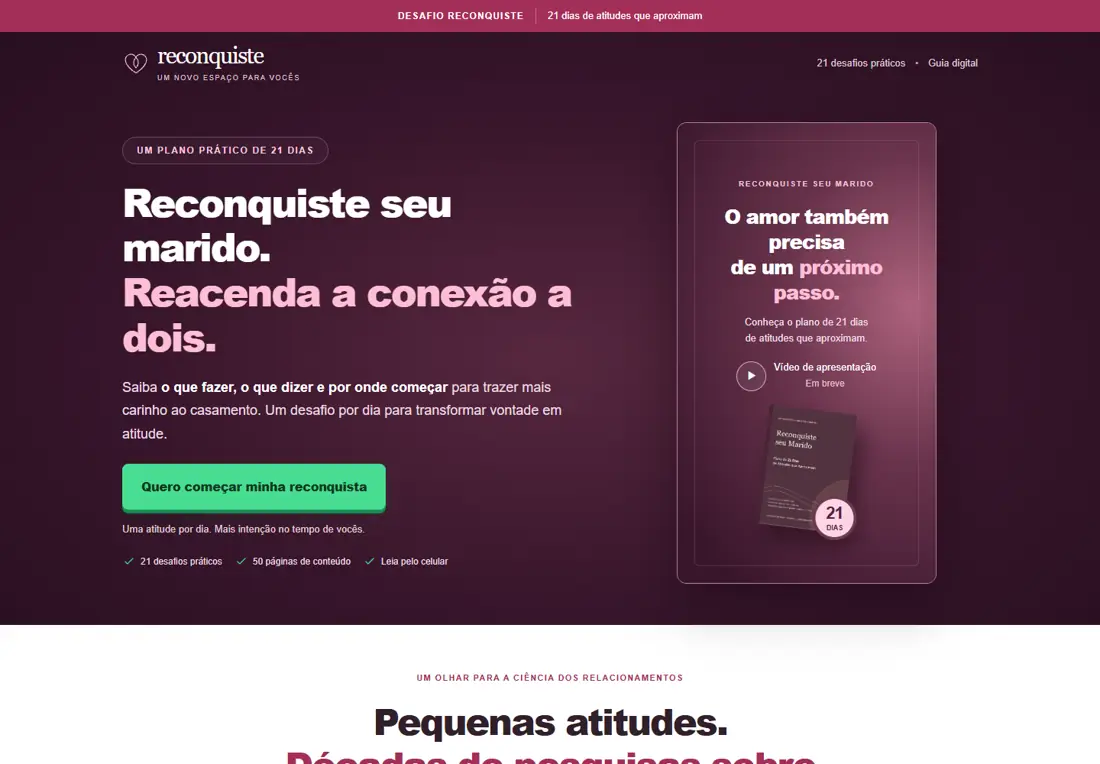 DESAFIO RECONQUISTE
21 dias de atitudes que aproximam
reconquiste
UM NOVO ESPAÇO PARA VOCÊS
21 desafios práticos • Guia digital
UM PLANO PRÁTICO DE 21 DIAS
Reconquiste seu
marido.
Reacenda a conexão a
dois.
Saiba o que fazer, o que dizer e por onde começar para trazer mais
carinho ao casamento. Um desafio por dia para transformar vontade em
atitude.
Quero começar minha reconquista
Uma atitude por dia. Mais intenção no tempo de vocês.
21 desafios práticos
50 páginas de conteúdo
Leia pelo celular
RECONQUISTE SEU MARIDO
O amor também
precisa
de um próximo
passo.
Conheça o plano de 21 dias
de atitudes que aproximam.
Vídeo de apresentação
Em breve
Reconquiste
seu Marido
21
DIAS
UM OLHAR PARA A CIÊNCIA DOS RELACIONAMENTOS
Pequenas atitudes.
Décadas de pesquisas sobre